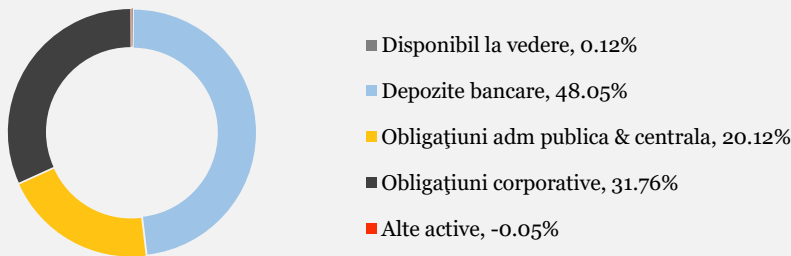 Disponibil la vedere, 0.12%
Depozite bancare, 48.05%
Obligaţiuni adm publica & centrala, 20.12%
Obligaţiuni corporative, 31.76%
Alte active, -0.05%